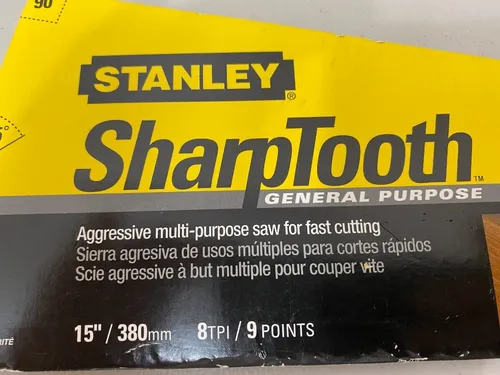 90
STANLEY®
SharpTooth™
GENERAL PURPOSE
Aggressive multi-purpose saw for fast cutting
Sierra agresiva de usos múltiples para cortes rápidos
Scie agressive à but multiple pour couper vite
15" / 380mm 8TPI / 9 POINTS